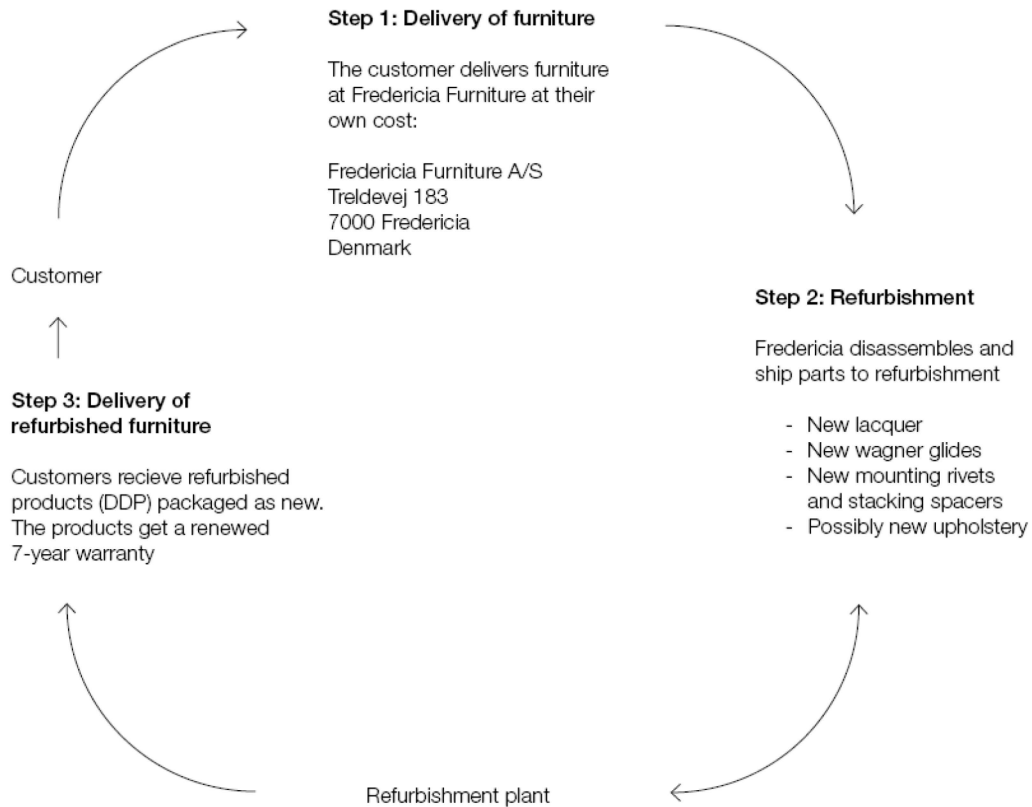 Step 1: Delivery of furniture
The customer delivers furniture
at Fredericia Furniture at their
own cost:
Fredericia Furniture A/S
Treldevej 183
7000 Fredericia
Denmark
Step 2: Refurbishment
Fredericia disassembles and
ship parts to refurbishment
- New lacquer
- New wagner glides
- New mounting rivets
and stacking spacers
- Possibly new upholstery
Refurbishment plant
Step 3: Delivery of
refurbished furniture
Customers recieve refurbished
products (DDP) packaged as new.
The products get a renewed
7-year warranty
Customer